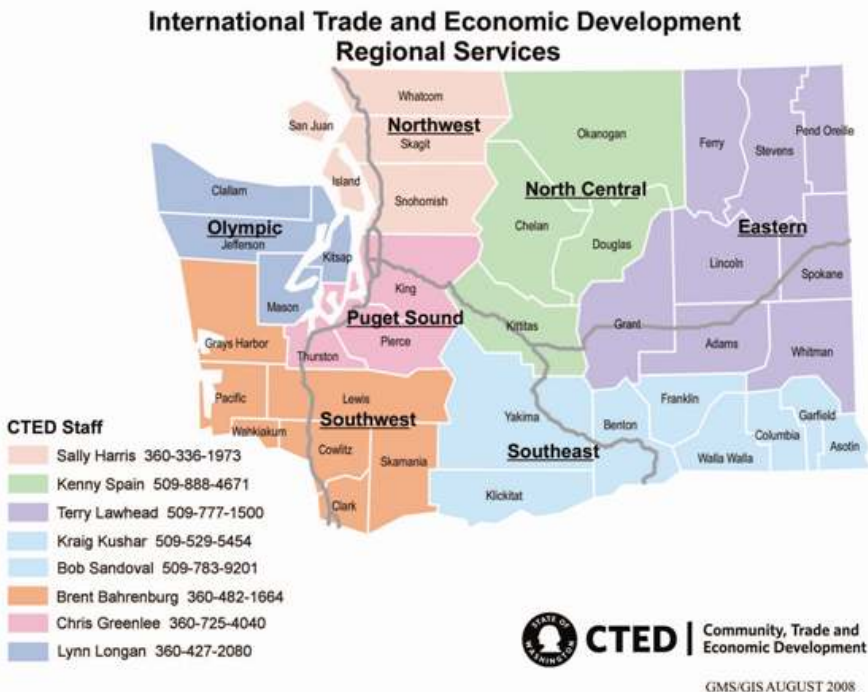 International Trade and Economic Development
Regional Services
Whatcom
San Juan
Northwest
Skagit
Island
Snohomish
Okanogan
North Central
Chelan
Douglas
Ferry
Stevens
Pend Oreille
Eastern
Lincoln
Spokane
Clallam
Olympic
Jefferson
Kitsap
Mason
King
Puget Sound
Pierce
Thurston
Kittitas
Grant
Adams
Whitman
Grays Harbor
Pacific
Lewis
Southwest
Wahkiakum
Cowlitz
Skamania
Clark
Yakima
Benton
Franklin
Southeast
Walla Walla
Columbia
Garfield
Asotin
Klickitat
CTED Staff
Sally Harris 360-336-1973
Kenny Spain 509-888-4671
Terry Lawhead 509-777-1500
Kraig Kushar 509-529-5454
Bob Sandoval 509-783-9201
Brent Bahrenburg 360-482-1664
Chris Greenlee 360-725-4040
Lynn Longan 360-427-2080
STATE OF
WASHINGTON
CTED
Community, Trade and
Economic Development
GMS/GIS AUGUST 2008